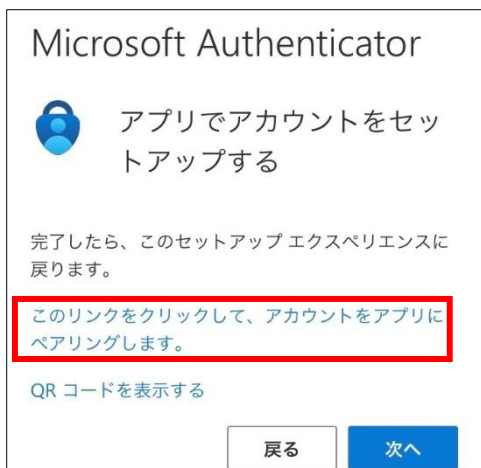 Microsoft Authenticator
アプリでアカウントをセッ
トアップする
完了したら、このセットアップ エクスペリエンスに
戻ります。
このリンクをクリックして、アカウントをアプリに
ペアリングします。
QR コードを表示する
戻る
次へ